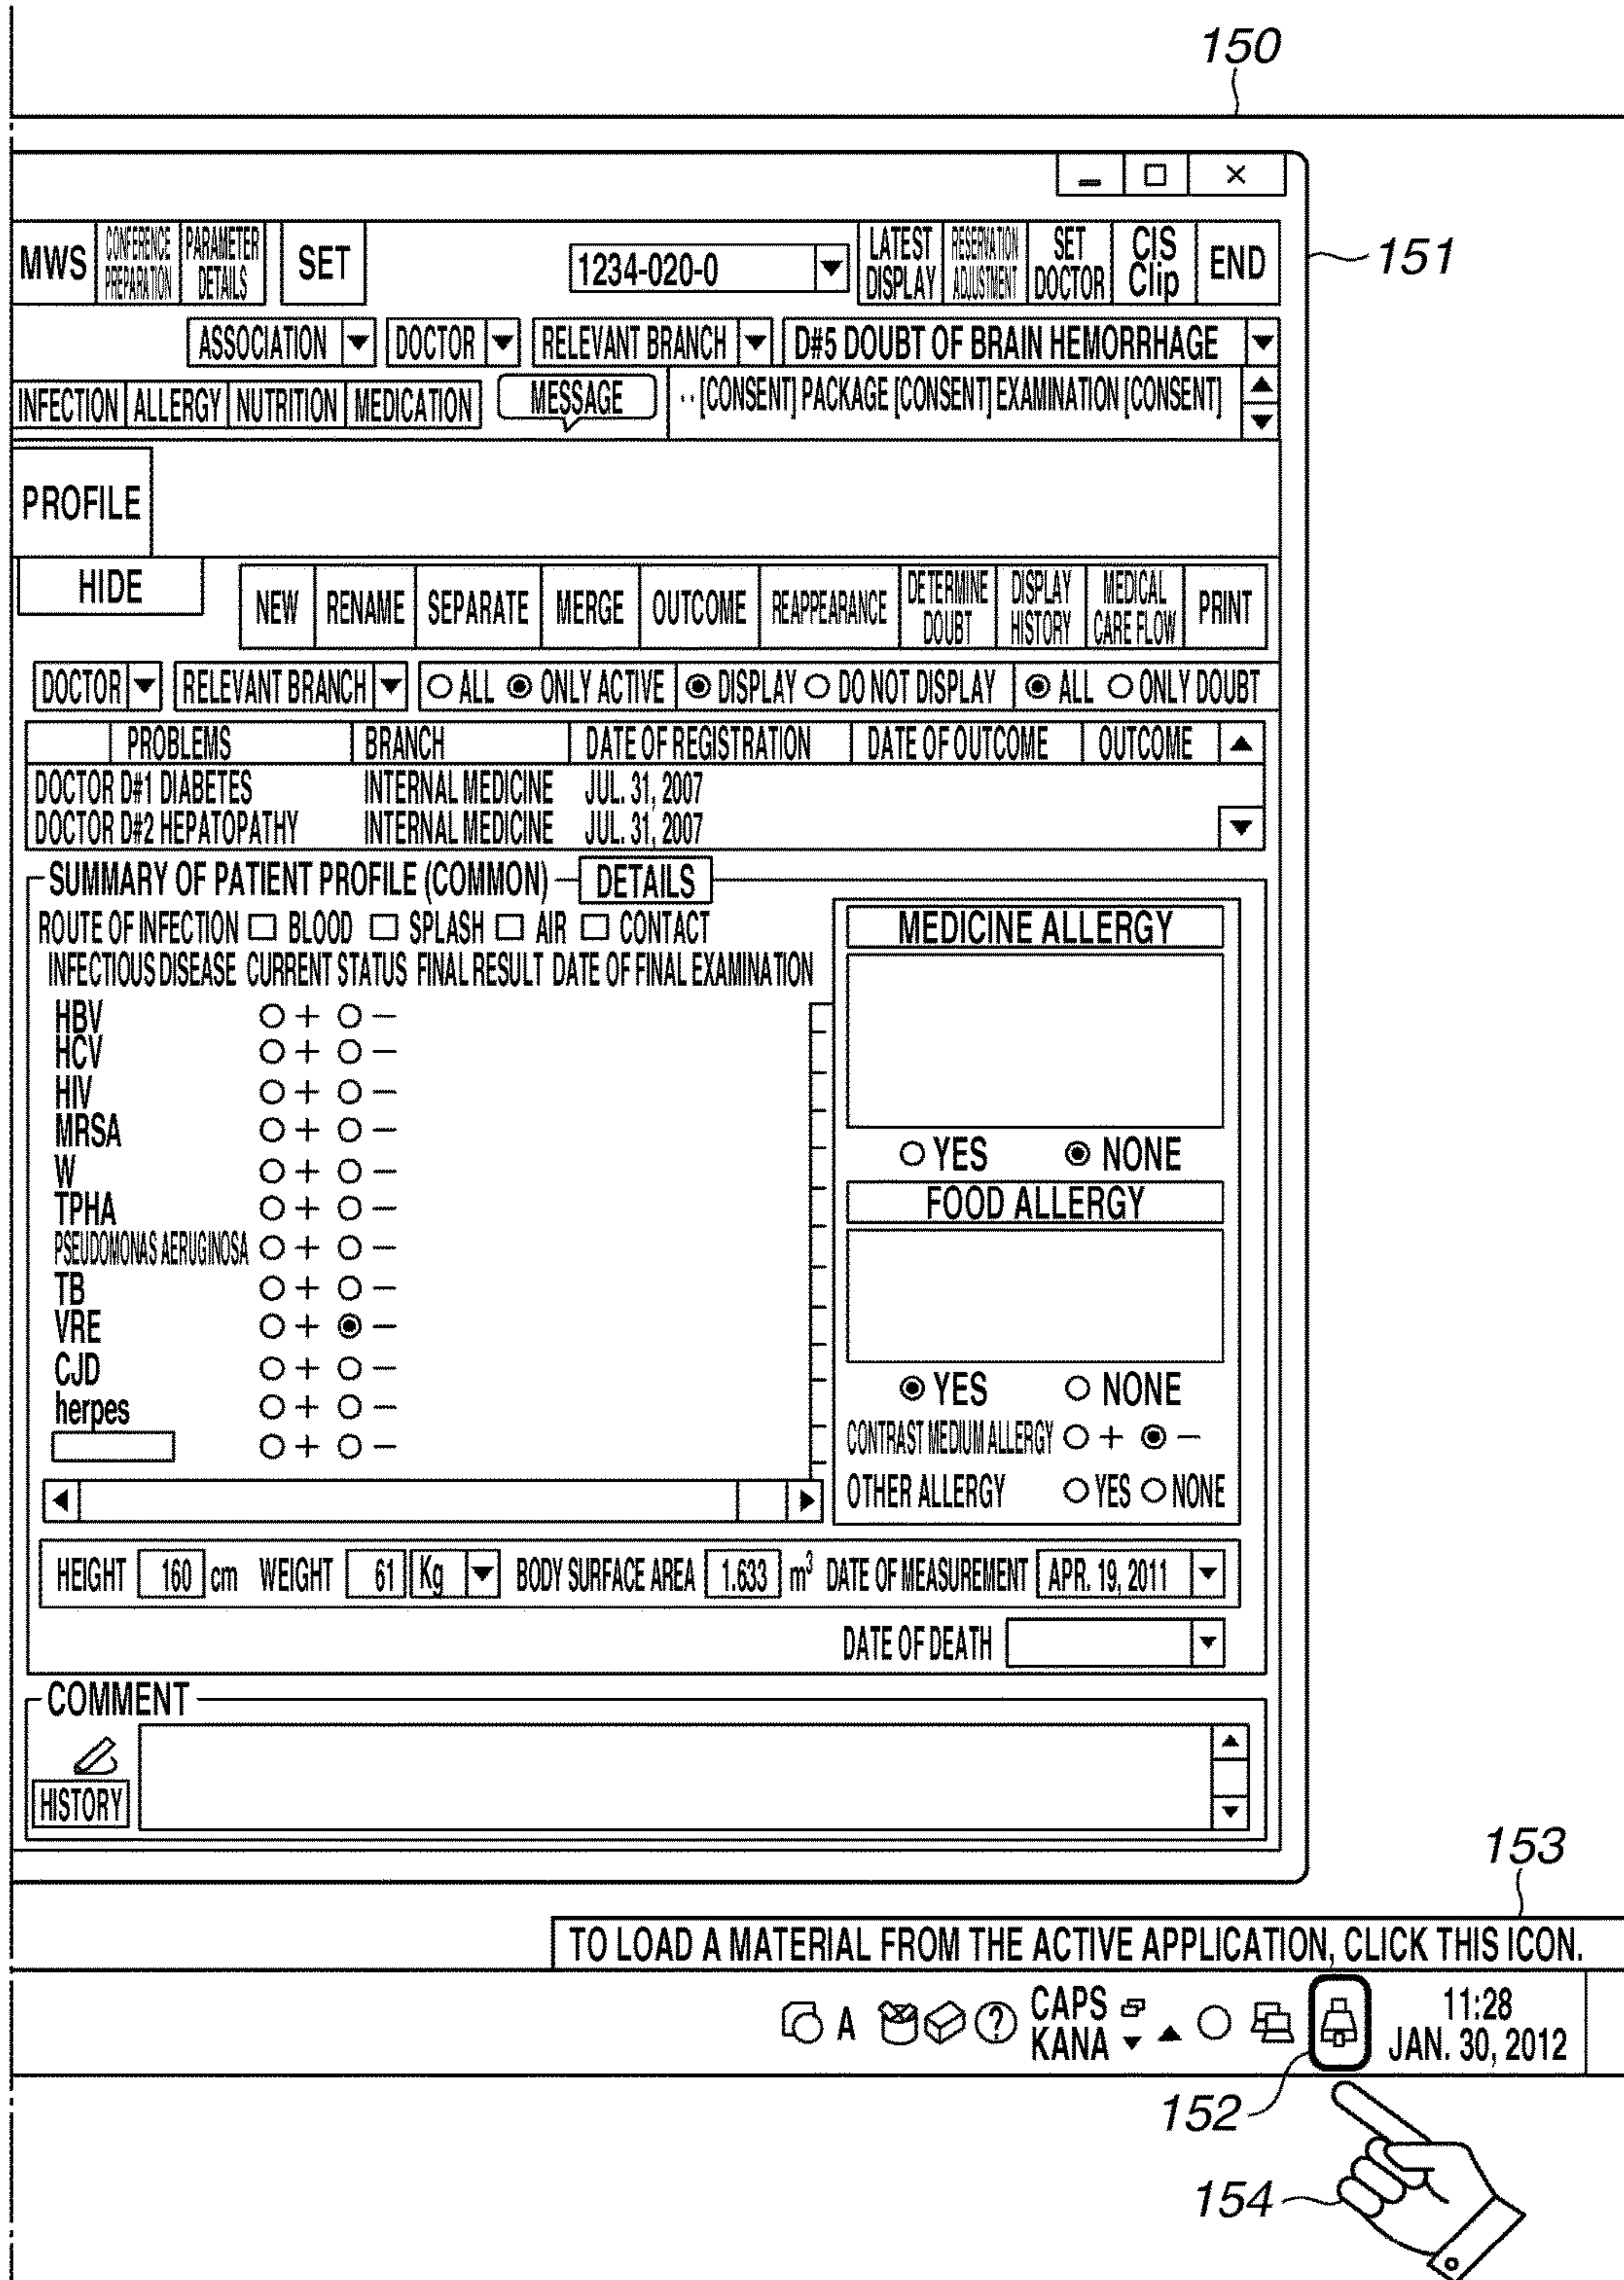 150
MWS CONFERENCE PREPARATION PARAMETER DETAILS SET 1234-020-0 LATEST DISPLAY RESERVATION ADJUSTMENT SET DOCTOR CIS Clip END
151
ASSOCIATION DOCTOR RELEVANT BRANCH D#5 DOUBT OF BRAIN HEMORRHAGE
INFECTION ALLERGY NUTRITION MEDICATION MESSAGE ･･[CONSENT] PACKAGE [CONSENT] EXAMINATION [CONSENT]
PROFILE
HIDE NEW RENAME SEPARATE MERGE OUTCOME REAPPEARANCE DETERMINE DOUBT DISPLAY HISTORY MEDICAL CARE FLOW PRINT
DOCTOR RELEVANT BRANCH ALL ONLY ACTIVE DISPLAY DO NOT DISPLAY ALL ONLY DOUBT
PROBLEMS BRANCH DATE OF REGISTRATION DATE OF OUTCOME OUTCOME
DOCTOR D#1 DIABETES INTERNAL MEDICINE JUL. 31, 2007
DOCTOR D#2 HEPATOPATHY INTERNAL MEDICINE JUL. 31, 2007
SUMMARY OF PATIENT PROFILE (COMMON) DETAILS
ROUTE OF INFECTION BLOOD SPLASH AIR CONTACT
INFECTIOUS DISEASE CURRENT STATUS FINAL RESULT DATE OF FINAL EXAMINATION
HBV + −
HCV + −
HIV + −
MRSA + −
W + −
TPHA + −
PSEUDOMONAS AERUGINOSA + −
TB + −
VRE + −
CJD + −
herpes + −
+ −
MEDICINE ALLERGY
YES NONE
FOOD ALLERGY
YES NONE
CONTRAST MEDIUM ALLERGY + −
OTHER ALLERGY YES NONE
HEIGHT 160 cm WEIGHT 61 Kg BODY SURFACE AREA 1.633 m³ DATE OF MEASUREMENT APR. 19, 2011
DATE OF DEATH
COMMENT
HISTORY
153
TO LOAD A MATERIAL FROM THE ACTIVE APPLICATION, CLICK THIS ICON.
A ? CAPS 11:28
KANA JAN. 30, 2012
152
154